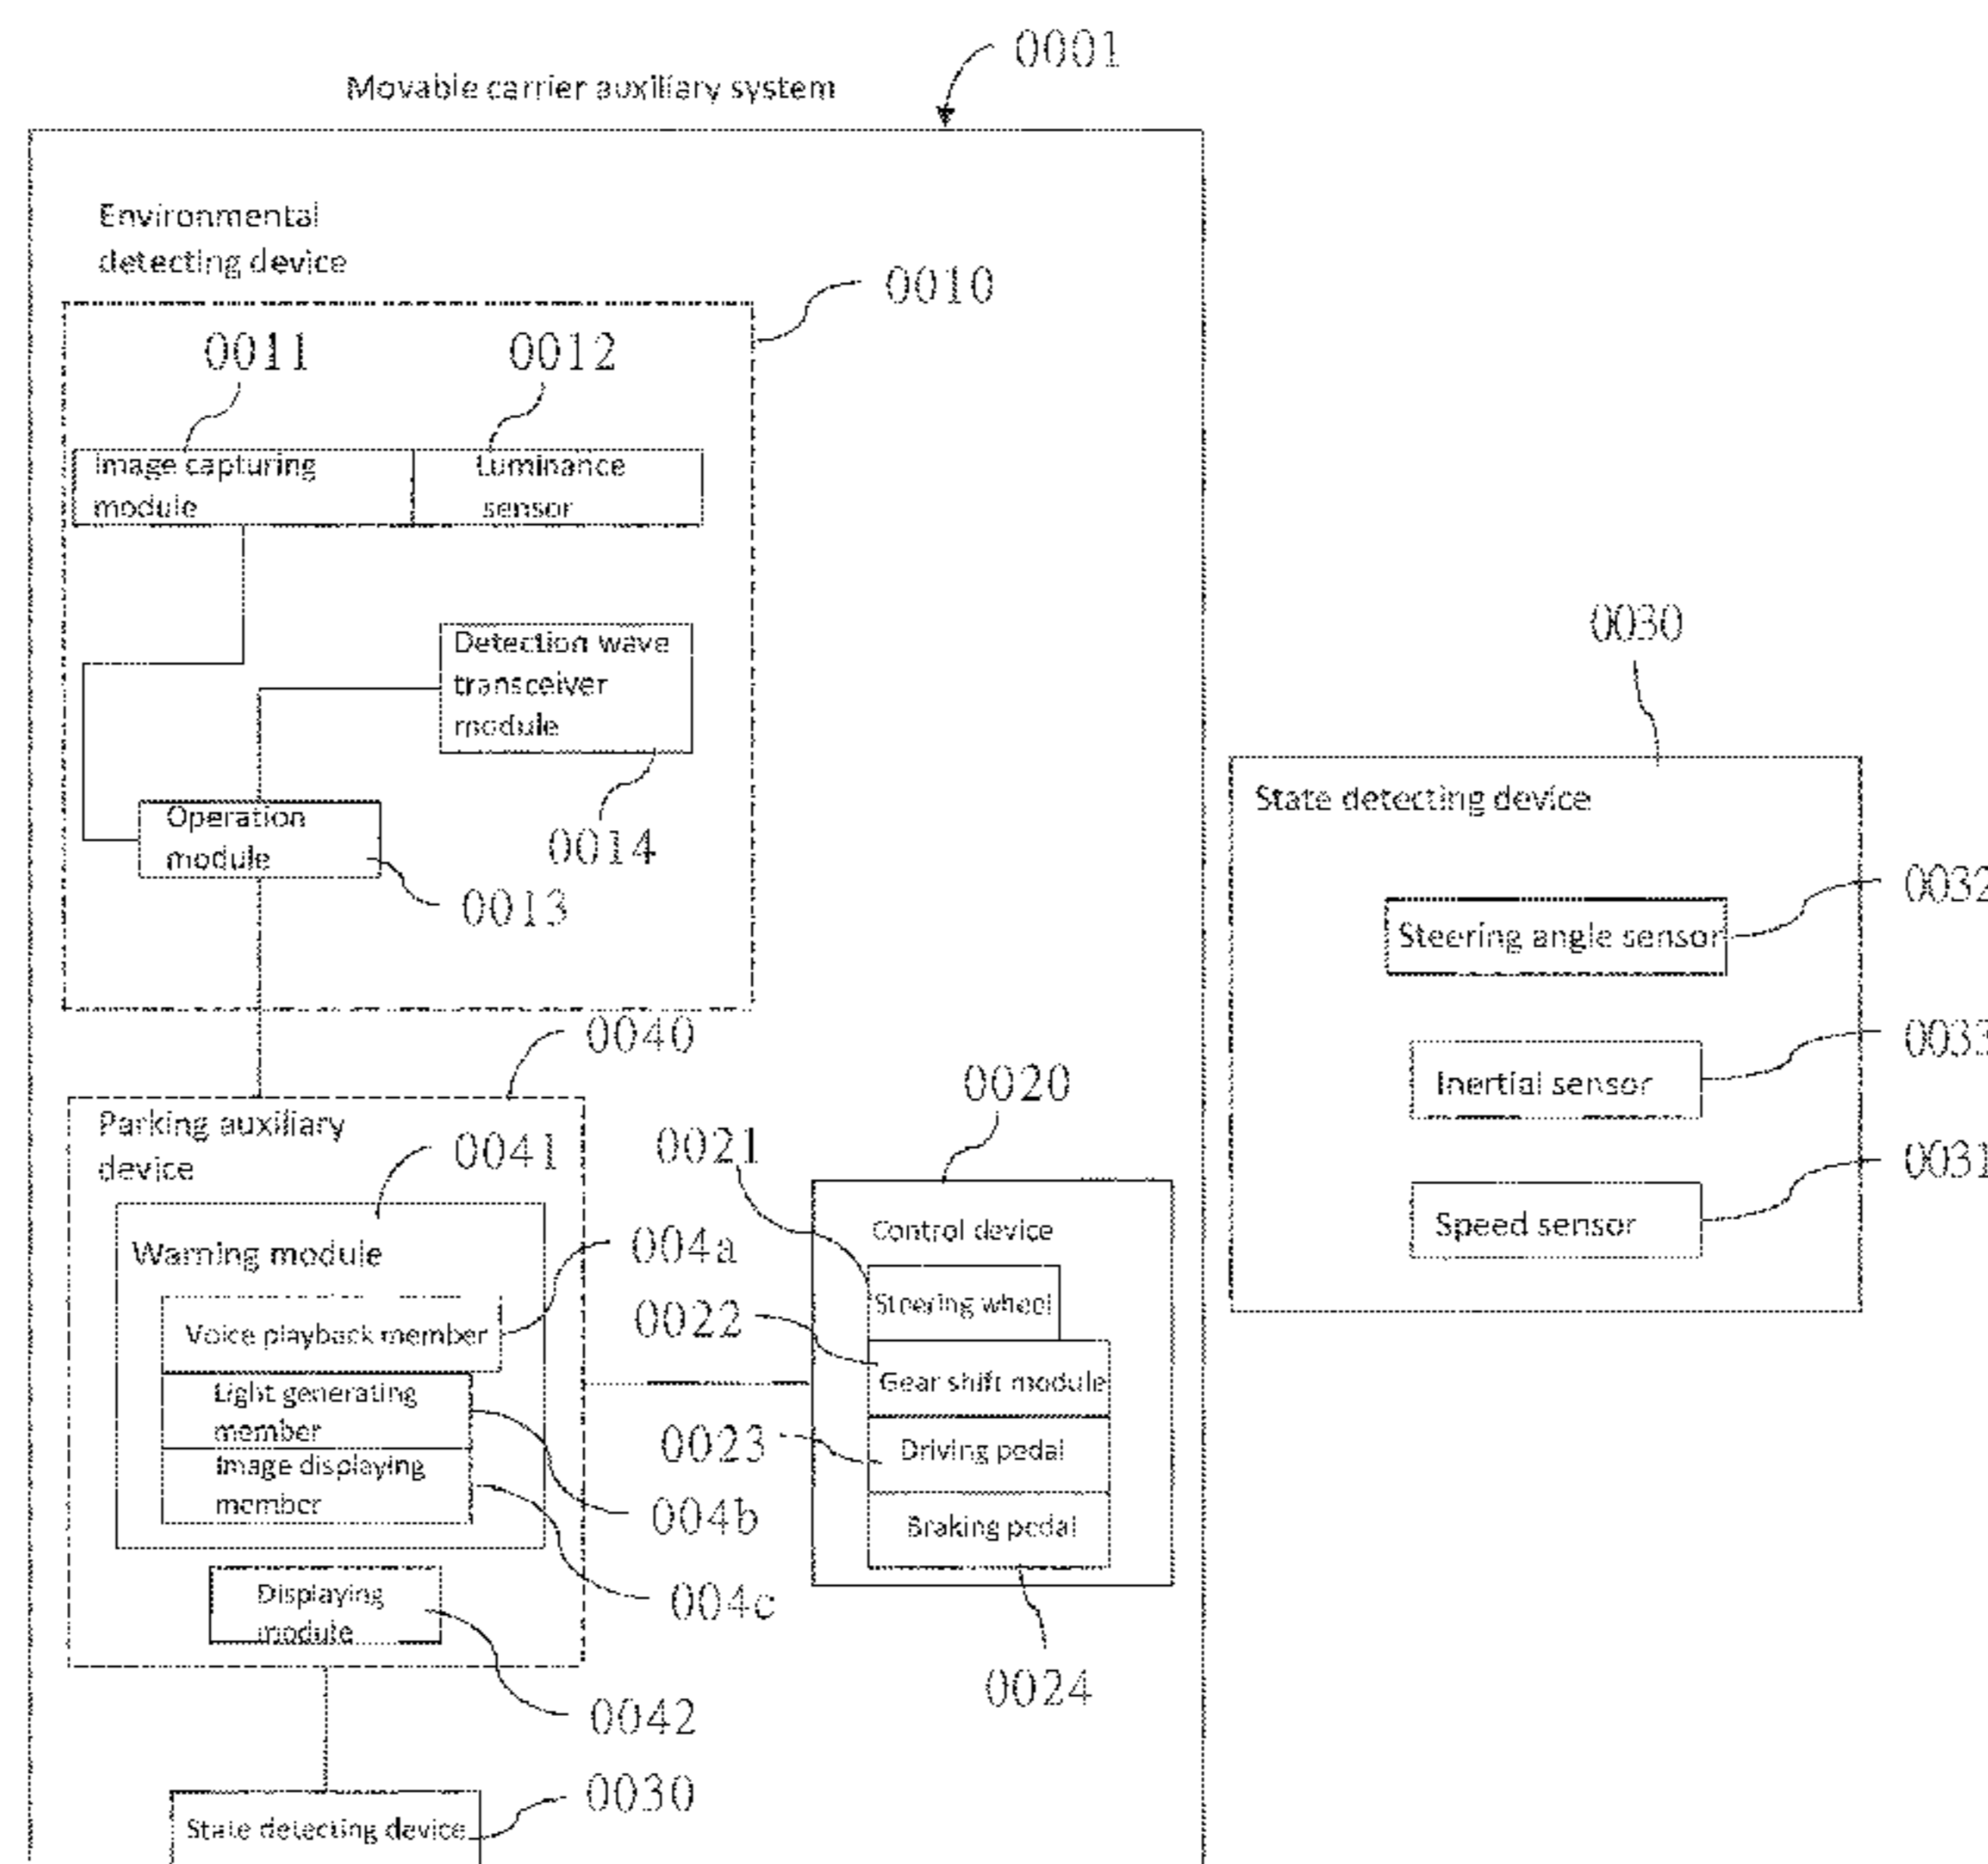 0001
Movable carrier auxiliary system
Environmental
detecting device
0010
0011
0012
Image capturing
module
Luminance
sensor
Detection wave
transceiver
module
0014
Operation
module
0013
0040
Parking auxiliary
device
0041
Warning module
004a
Voice playback member
Light generating
member
Image displaying
member
004b
004c
Displaying
module
0042
0030
State detecting device
0020
0021
Control device
Steering wheel
0022
Gear shift module
0023
Driving pedal
Braking pedal
0024
0030
State detecting device
0032
Steering angle sensor
0033
Inertial sensor
0031
Speed sensor